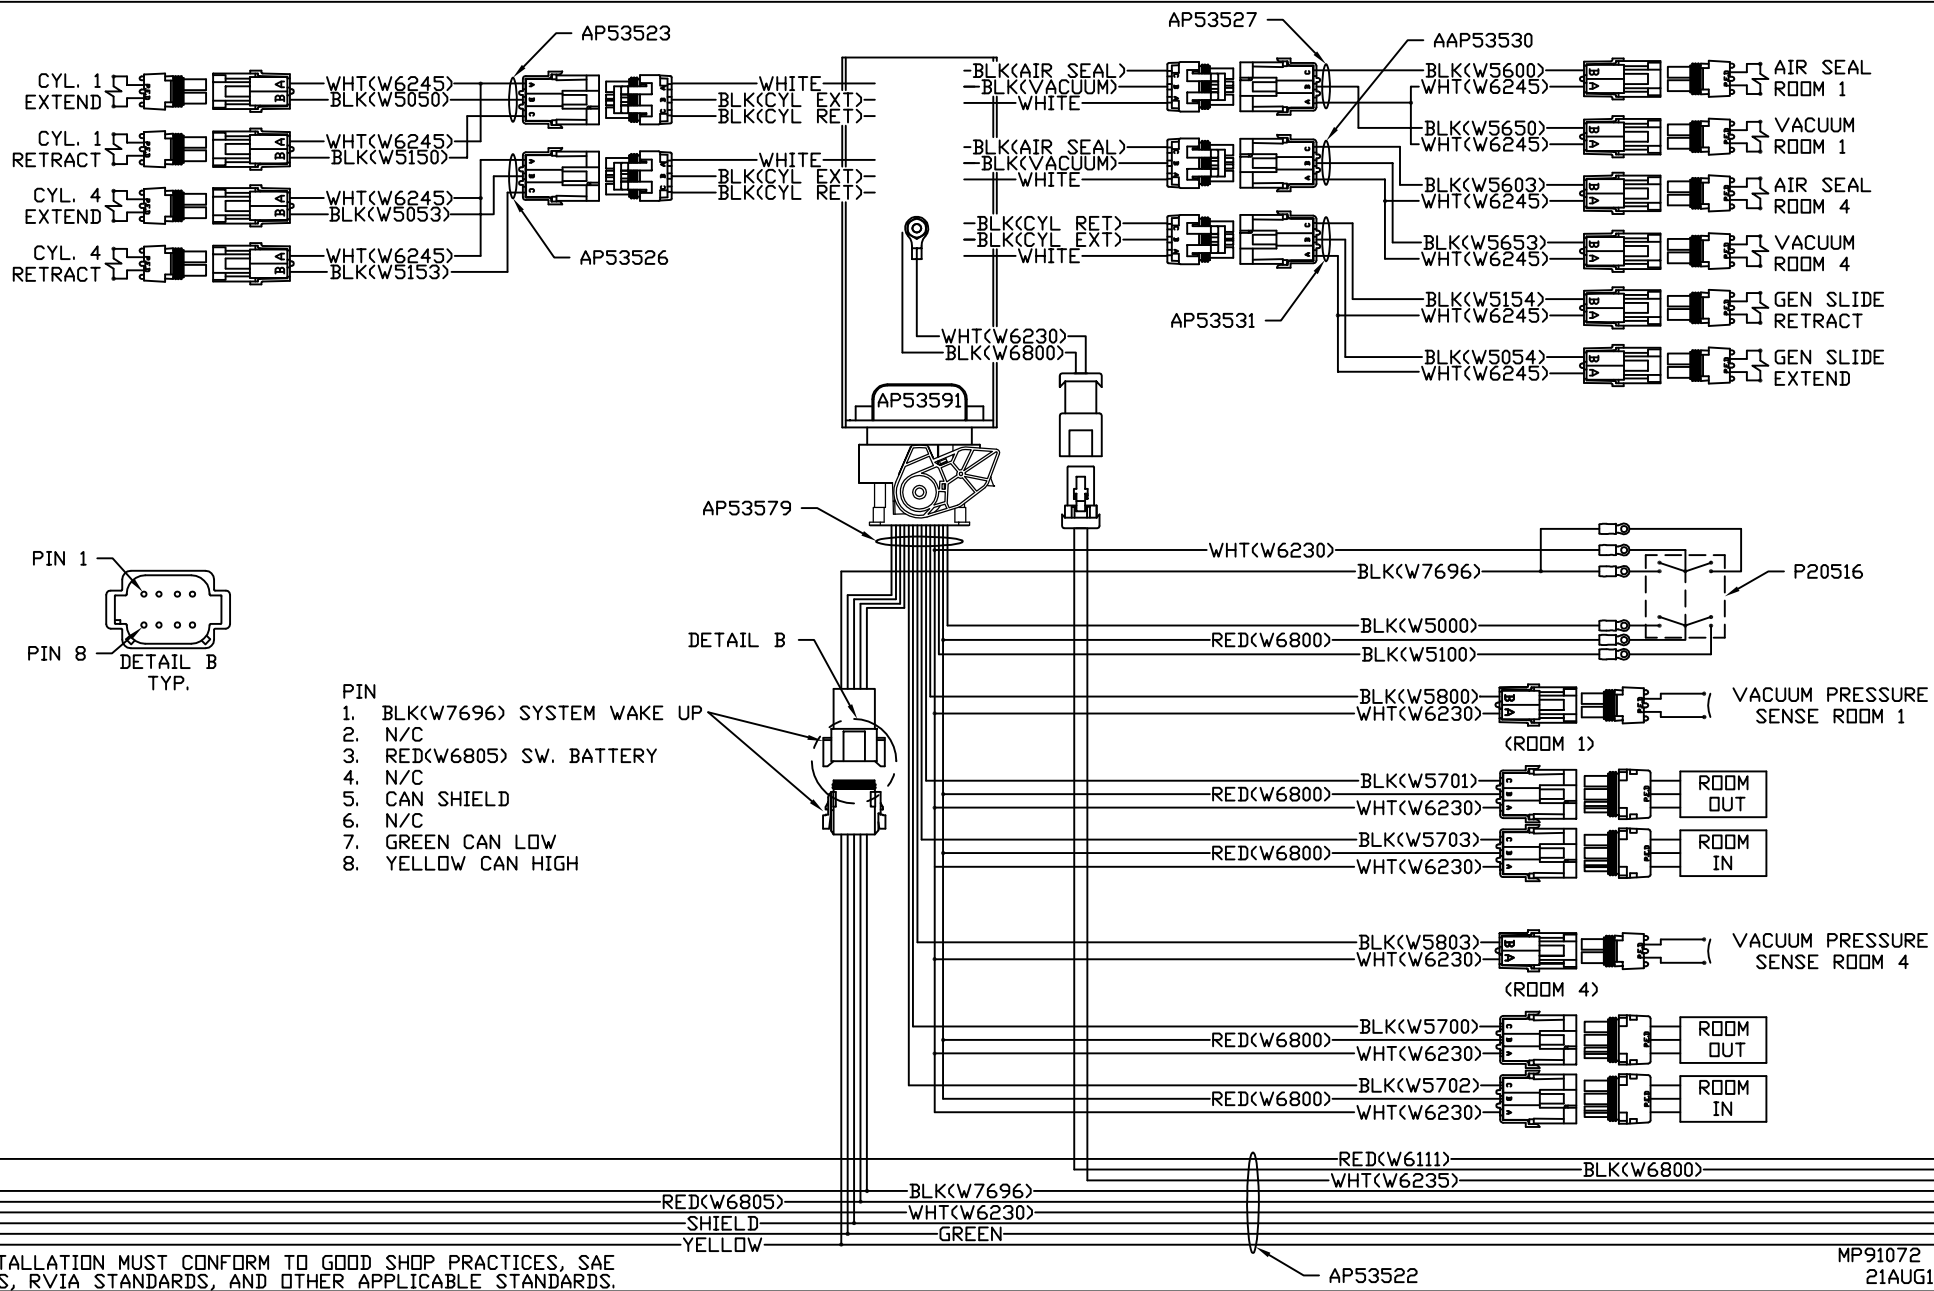 AP53523
CYL. 1
EXTEND
WHT(W6245)
BLK(W5050)
A
B
A
B
C
WHITE
BLK(CYL EXT)
BLK(CYL RET)
CYL. 1
RETRACT
WHT(W6245)
BLK(W5150)
A
B
CYL. 4
EXTEND
WHT(W6245)
BLK(W5053)
A
B
A
B
C
WHITE
BLK(CYL EXT)
BLK(CYL RET)
CYL. 4
RETRACT
WHT(W6245)
BLK(W5153)
A
B
AP53526
AP53527
AAP53530
BLK(AIR SEAL)
BLK(VACUUM)
WHITE
BLK(AIR SEAL)
BLK(VACUUM)
WHITE
BLK(CYL RET)
BLK(CYL EXT)
WHITE
AP53531
BLK(W5600)
WHT(W6245)
B
A
AIR SEAL
ROOM 1
BLK(W5650)
WHT(W6245)
B
A
VACUUM
ROOM 1
BLK(W5603)
WHT(W6245)
B
A
AIR SEAL
ROOM 4
BLK(W5653)
WHT(W6245)
B
A
VACUUM
ROOM 4
BLK(W5154)
WHT(W6245)
B
A
GEN SLIDE
RETRACT
BLK(W5054)
WHT(W6245)
B
A
GEN SLIDE
EXTEND
WHT(W6230)
BLK(W6800)
AP53591
AP53579
PIN 1
PIN 8
DETAIL B
TYP.
DETAIL B
PIN
1. BLK(W7696) SYSTEM WAKE UP
2. N/C
3. RED(W6805) SW. BATTERY
4. N/C
5. CAN SHIELD
6. N/C
7. GREEN CAN LOW
8. YELLOW CAN HIGH
WHT(W6230)
BLK(W7696)
P20516
BLK(W5000)
RED(W6800)
BLK(W5100)
BLK(W5800)
WHT(W6230)
B
A
(ROOM 1)
VACUUM PRESSURE
SENSE ROOM 1
BLK(W5701)
RED(W6800)
WHT(W6230)
C
B
A
ROOM
OUT
BLK(W5703)
RED(W6800)
WHT(W6230)
C
B
A
ROOM
IN
BLK(W5803)
WHT(W6230)
B
A
(ROOM 4)
VACUUM PRESSURE
SENSE ROOM 4
BLK(W5700)
RED(W6800)
WHT(W6230)
C
B
A
ROOM
OUT
BLK(W5702)
RED(W6800)
WHT(W6230)
C
B
A
ROOM
IN
RED(W6111)
BLK(W6800)
WHT(W6235)
BLK(W7696)
RED(W6805)
WHT(W6230)
SHIELD
GREEN
YELLOW
AP53522
TALLATION MUST CONFORM TO GOOD SHOP PRACTICES, SAE
S, RVIA STANDARDS, AND OTHER APPLICABLE STANDARDS.
MP91072
21AUG1